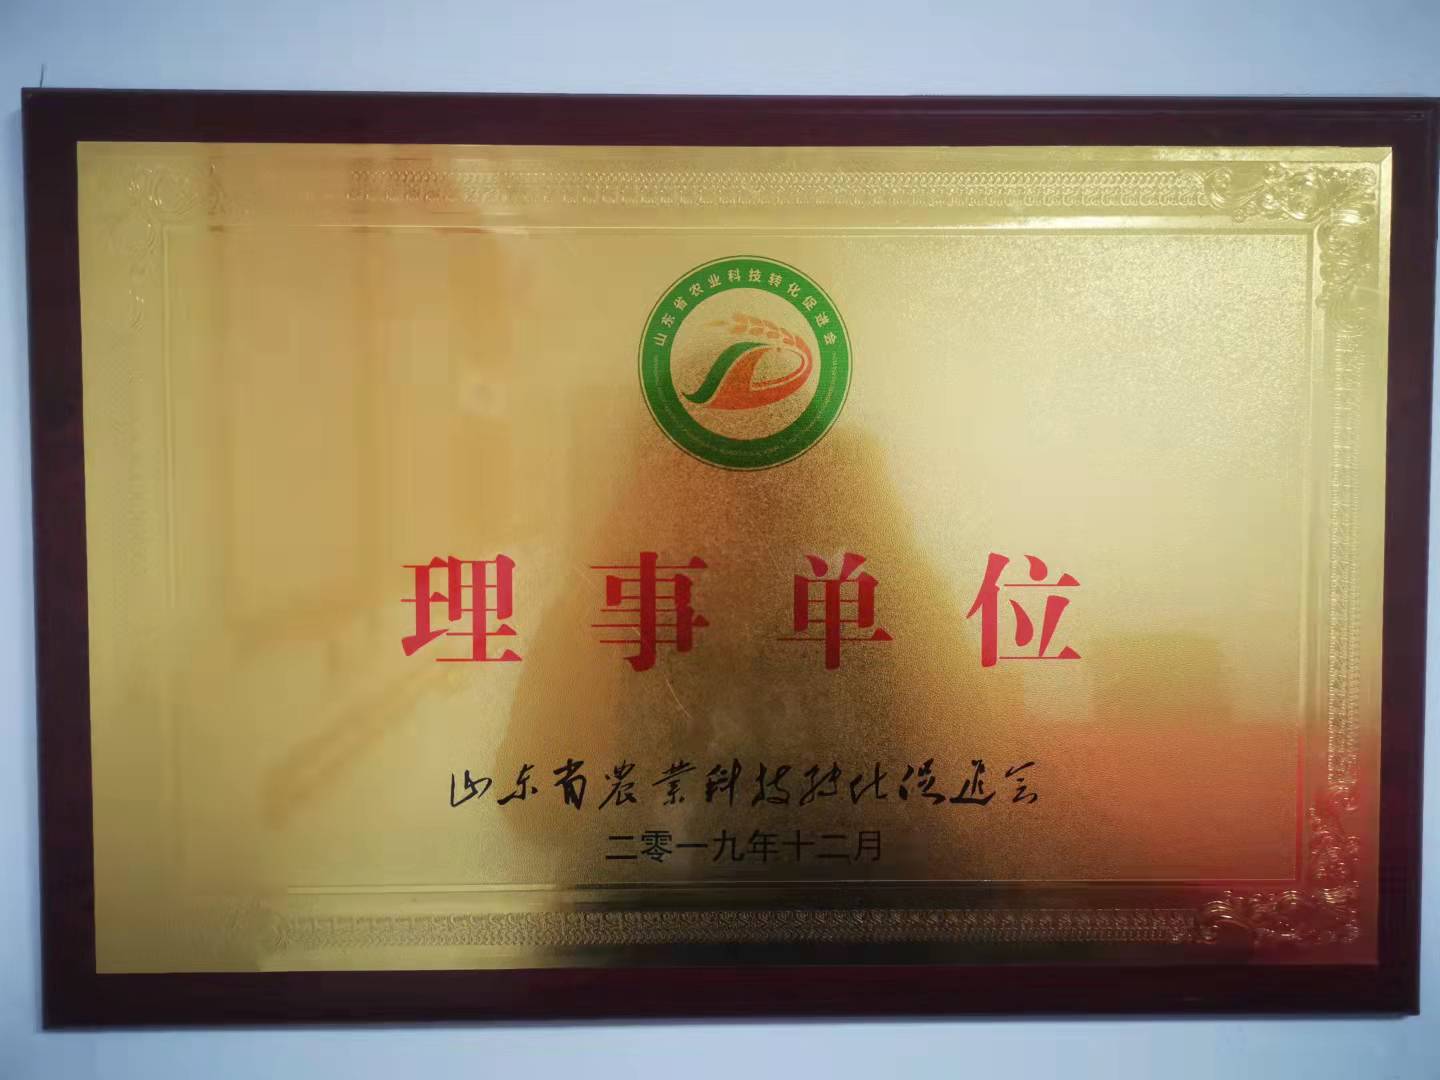 山东省农业科技转化促进会
理事单位
山东省农業科技转化促进会
二零一九年十二月